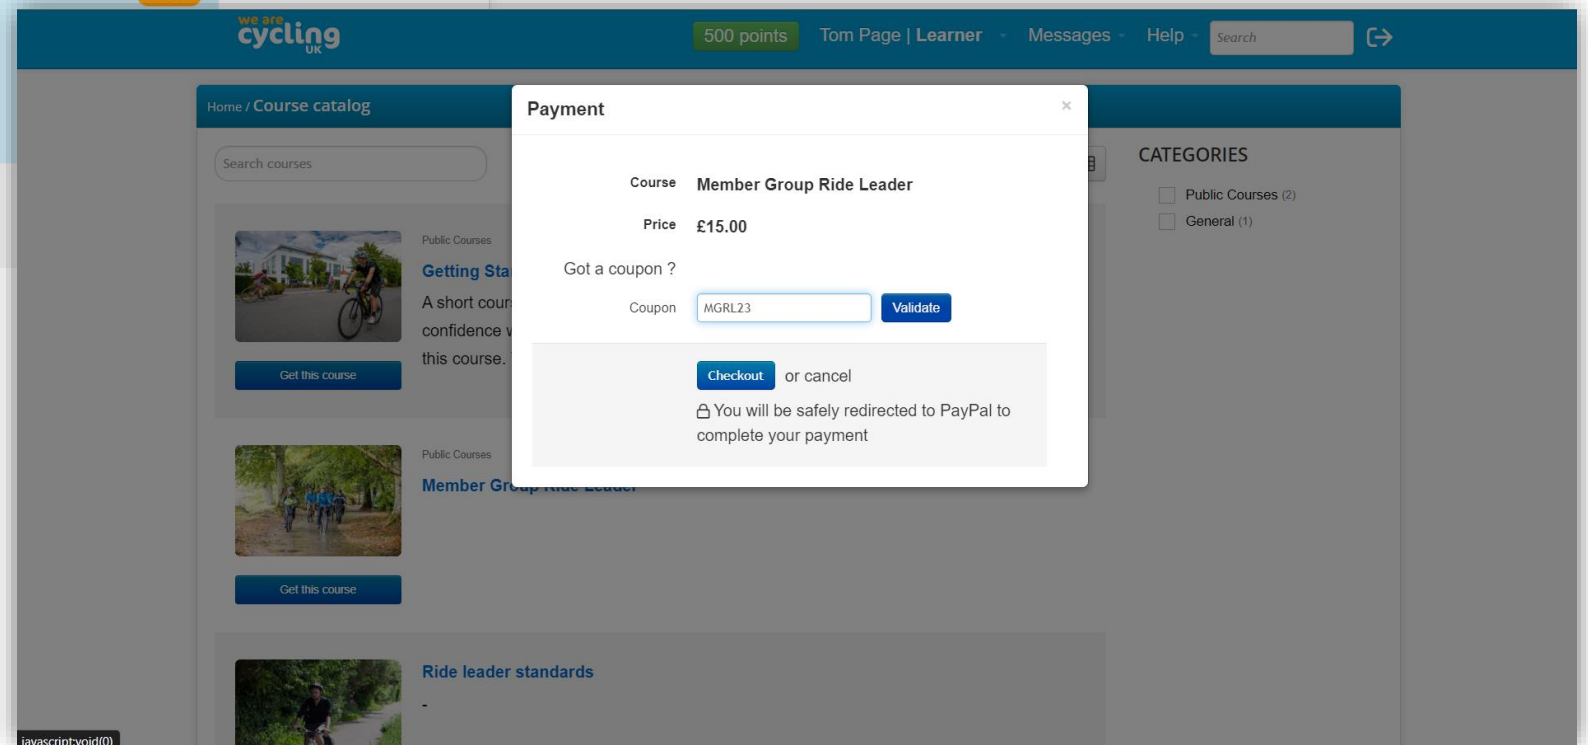 we are
cycling
UK
500 points
Tom Page | Learner
Messages
Help
Search
Home / Course catalog
Search courses
Payment
×
Course
Member Group Ride Leader
Price
£15.00
Got a coupon ?
Coupon
MGRL23
Validate
Checkout
or cancel
You will be safely redirected to PayPal to
complete your payment
CATEGORIES
Public Courses (2)
General (1)
Public Courses
Getting Sta
A short cour
confidence
this course.
Get this course
Public Courses
Member Group Ride Leader
Get this course
Ride leader standards
-
javascript:void(0)